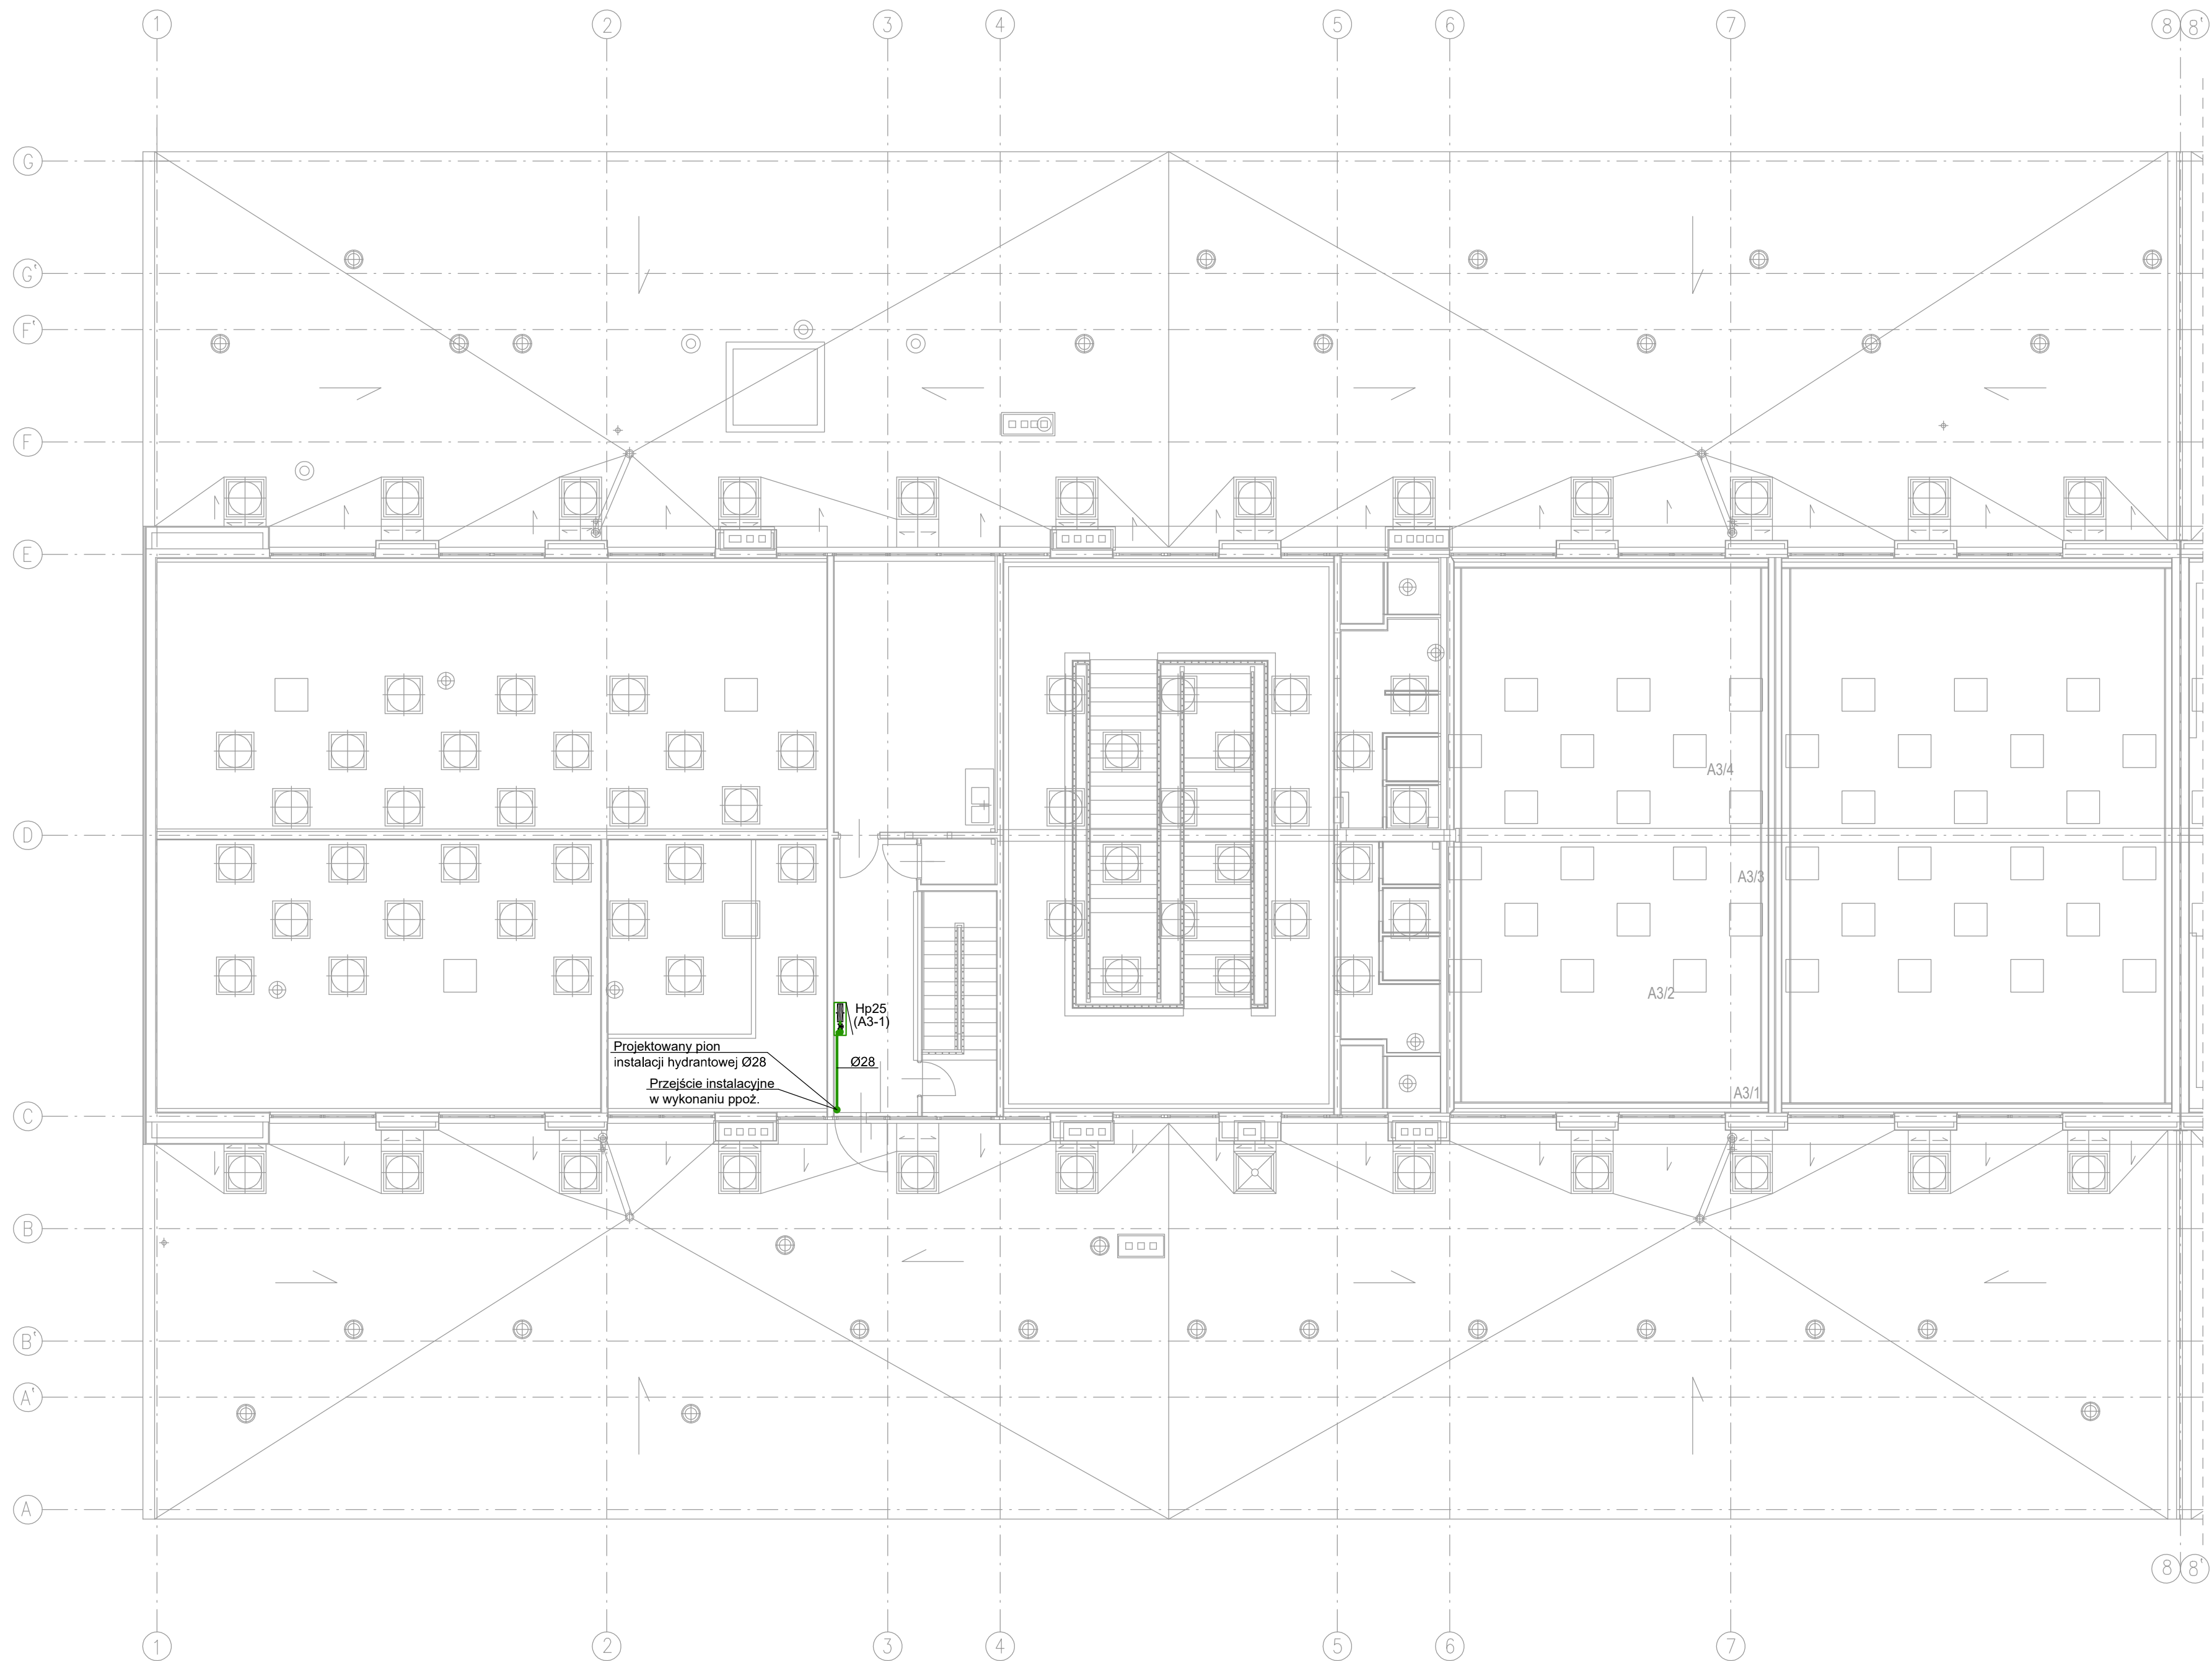 1
2
3
4
5
6
7
8
8'
G
G'
F'
F
E
D
C
B
B'
A'
A
A3/4
A3/3
A3/2
A3/1
Hp25
(A3-1)
Projektowany pion
instalacji hydrantowej Ø28
Ø28
Przejście instalacyjne
w wykonaniu ppoż.
8
8'
1
2
3
4
5
6
7